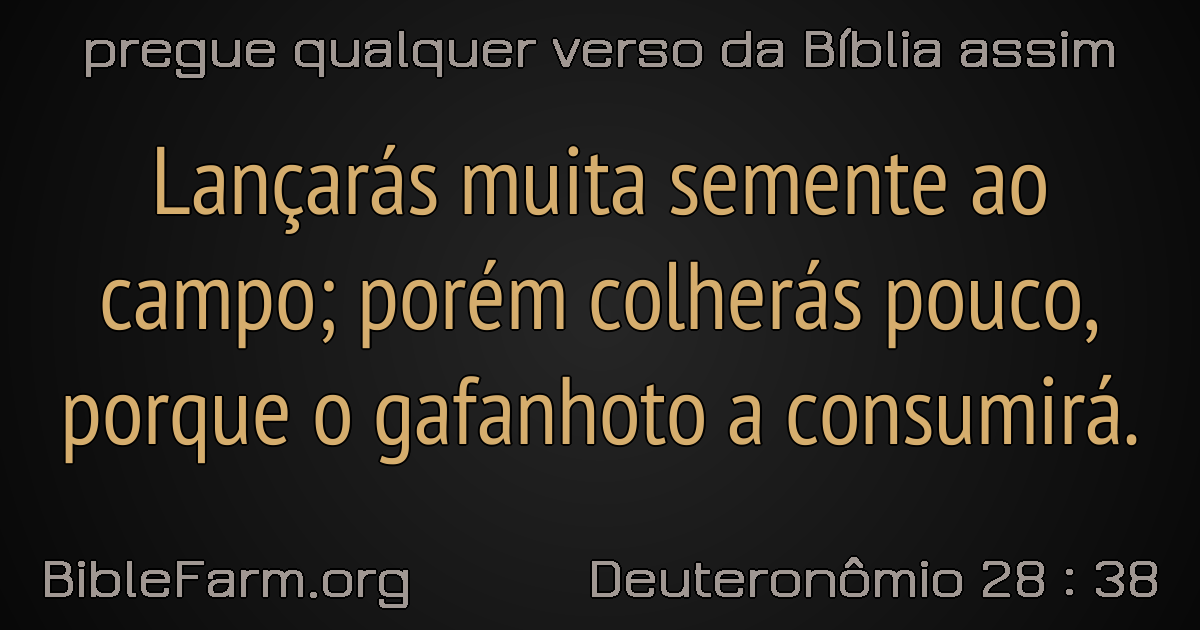 pregue qualquer verso da Bíblia assim
Lançarás muita semente ao
campo; porém colherás pouco,
porque o gafanhoto a consumirá.
BibleFarm.org
Deuteronômio 28 : 38